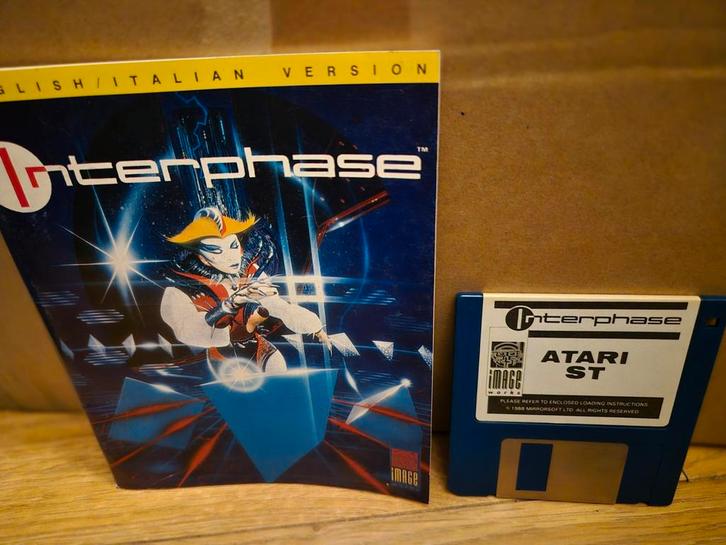 GLISH/ITALIAN VERSION
Interphase™
IMAGE
Interphase
ATARI
ST
IMAGE
works
PLEASE REFER TO ENCLOSED LOADING INSTRUCTIONS
© 1988 MIRRORSOFT LTD. ALL RIGHTS RESERVED